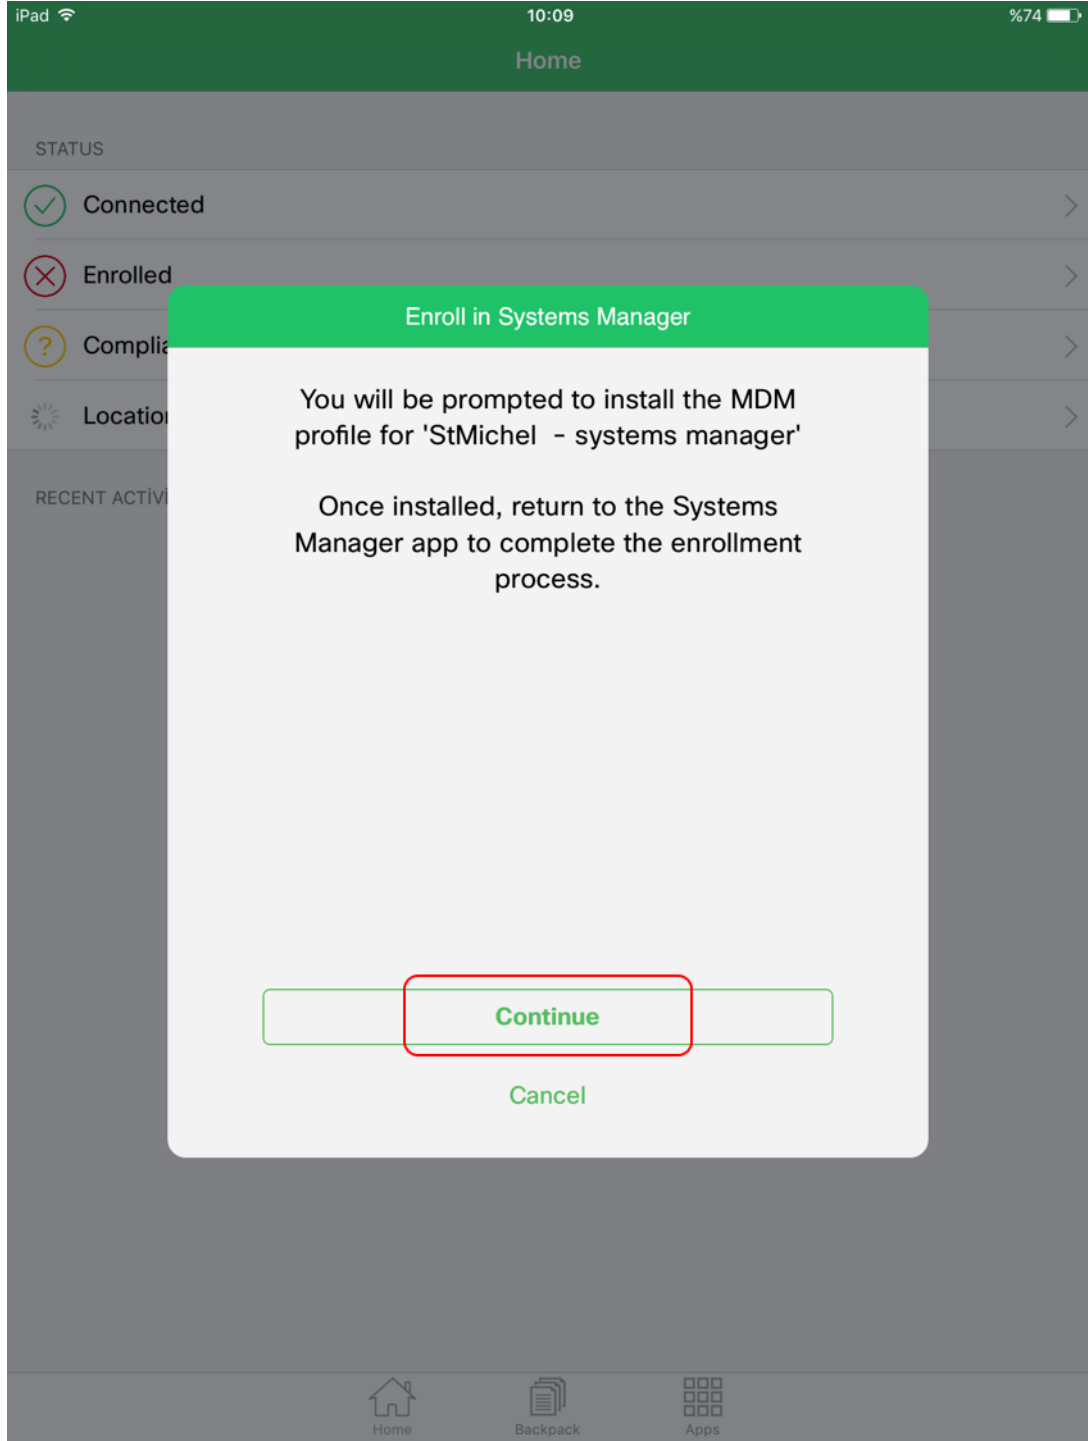 iPad 10:09 %74
Home
STATUS
Connected
Enrolled
Enroll in Systems Manager
Complia
You will be prompted to install the MDM
Locatio
profile for 'StMichel - systems manager'
RECENT ACTİVİ
Once installed, return to the Systems
Manager app to complete the enrollment
process.
Continue
Cancel
Home Backpack Apps